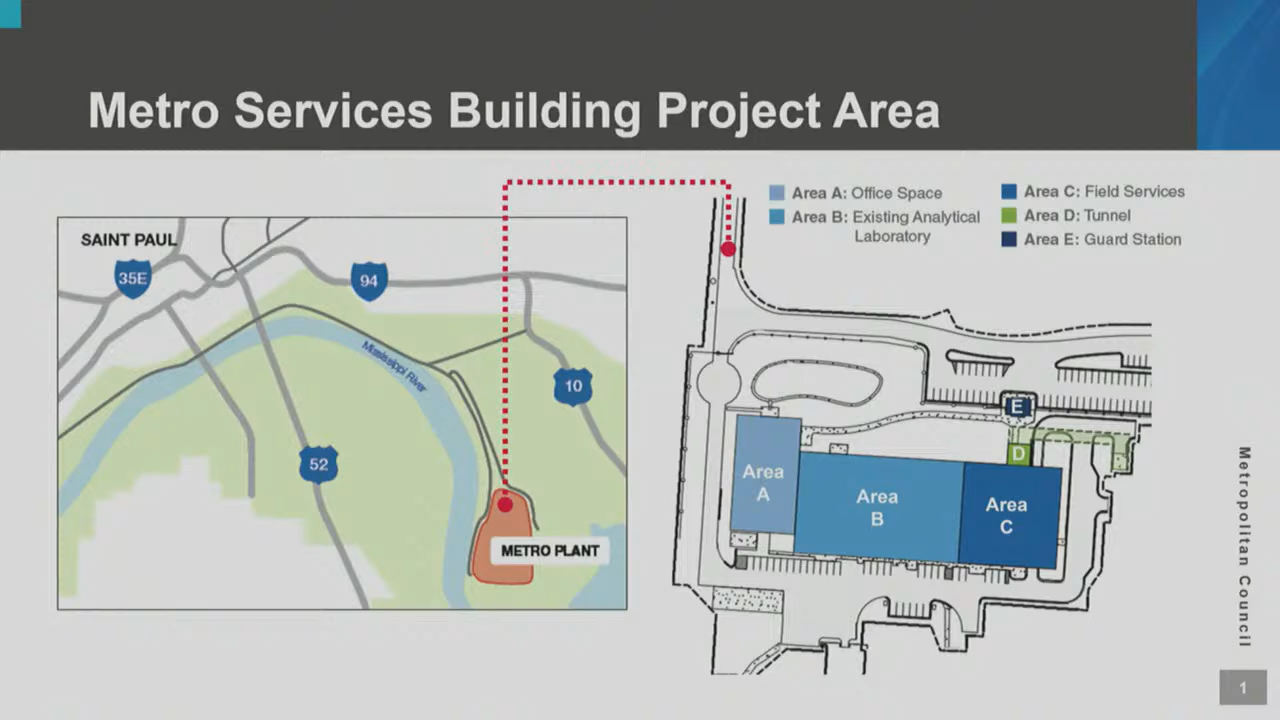 Metro Services Building Project Area
Area A: Office Space
Area B: Existing Analytical
Laboratory
Area C: Field Services
Area D: Tunnel
Area E: Guard Station
SAINT PAUL
35E
94
Mississippi River
10
52
METRO PLANT
E
D
Area
A
Area
B
Area
C
Metropolitan Council
1